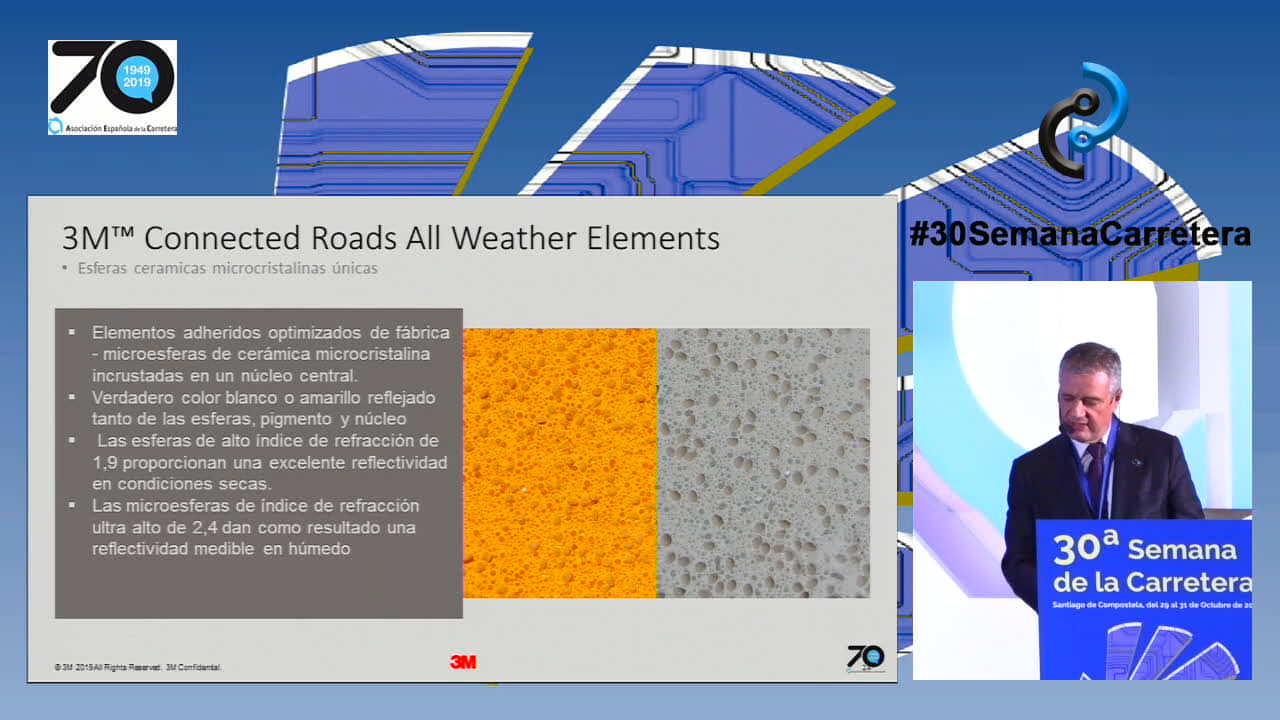 70
1949
2019
Asociación Española de la Carretera
#30SemanaCarretera
3M™ Connected Roads All Weather Elements
• Esferas ceramicas microcristalinas únicas
▪ Elementos adheridos optimizados de fábrica
- microesferas de cerámica microcristalina
incrustadas en un núcleo central.
▪ Verdadero color blanco o amarillo reflejado
tanto de las esferas, pigmento y núcleo
▪ Las esferas de alto índice de refracción de
1,9 proporcionan una excelente reflectividad
en condiciones secas.
▪ Las microesferas de índice de refracción
ultra alto de 2,4 dan como resultado una
reflectividad medible en húmedo
© 3M 2019 All Rights Reserved. 3M Confidential.
3M
70
30ª Semana
de la Carretera
Santiago de Compostela, del 29 al 31 de Octubre de